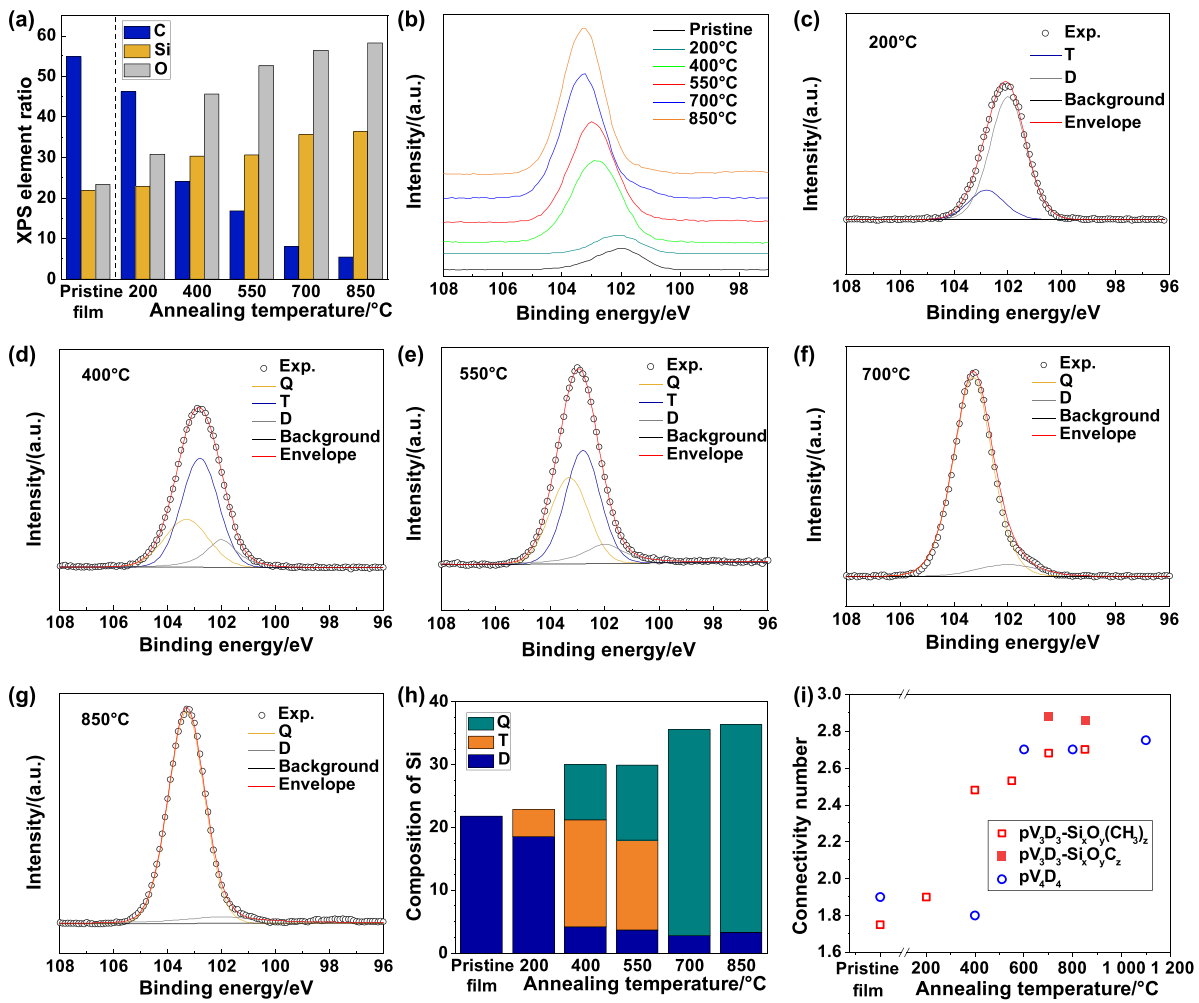 (a)
60
50
40
30
20
10
0
XPS element ratio
C
Si
O
Pristine film
200
400
550
700
850
Annealing temperature/°C
(b)
Intensity/(a.u.)
Pristine
200°C
400°C
550°C
700°C
850°C
108 106 104 102 100 98
Binding energy/eV
(c)
200°C
Intensity/(a.u.)
Exp.
T
D
Background
Envelope
108 106 104 102 100 98 96
Binding energy/eV
(d)
400°C
Intensity/(a.u.)
Exp.
Q
T
D
Background
Envelope
108 106 104 102 100 98 96
Binding energy/eV
(e)
550°C
Intensity/(a.u.)
Exp.
Q
T
D
Background
Envelope
108 106 104 102 100 98 96
Binding energy/eV
(f)
700°C
Intensity/(a.u.)
Exp.
Q
D
Background
Envelope
108 106 104 102 100 98 96
Binding energy/eV
(g)
850°C
Intensity/(a.u.)
Exp.
Q
D
Background
Envelope
108 106 104 102 100 98 96
Binding energy/eV
(h)
40
30
20
10
0
Composition of Si
Q
T
D
Pristine film
200
400
550
700
850
Annealing temperature/°C
(i)
3.0
2.8
2.6
2.4
2.2
2.0
1.8
1.6
Connectivity number
pV₃D₃-SiₓOᵧ(CH₃)z
pV₃D₃-SiₓOᵧCz
pV₄D₄
Pristine film
200 400 600 800 1 000 1 200
Annealing temperature/°C